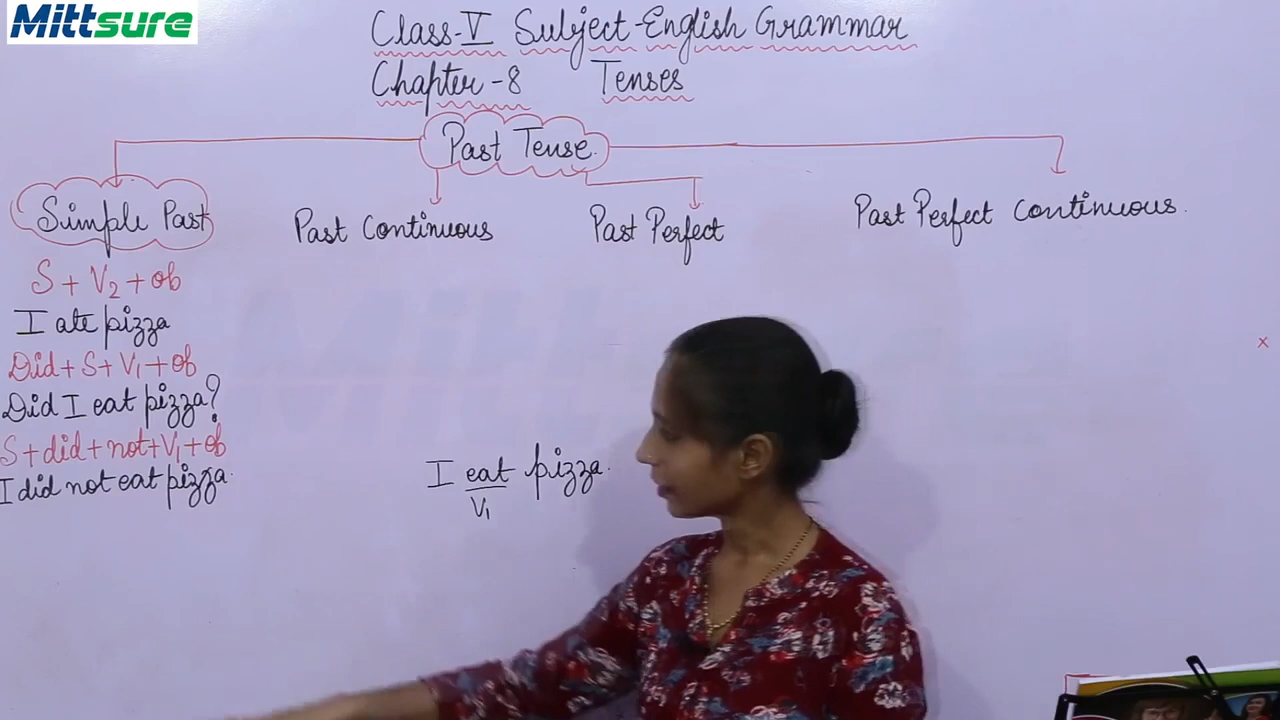 Mittsure
Class-V Subject-English Grammar
Chapter-8 Tenses
Past Tense.
Simple Past
Past Continuous
Past Perfect
Past Perfect Continuous.
S + V2 + ob
I ate pizza
Did + S + V1 + ob
Did I eat pizza?
S + did + not + V1 + ob
I did not eat pizza.
I eat pizza.
V1
x